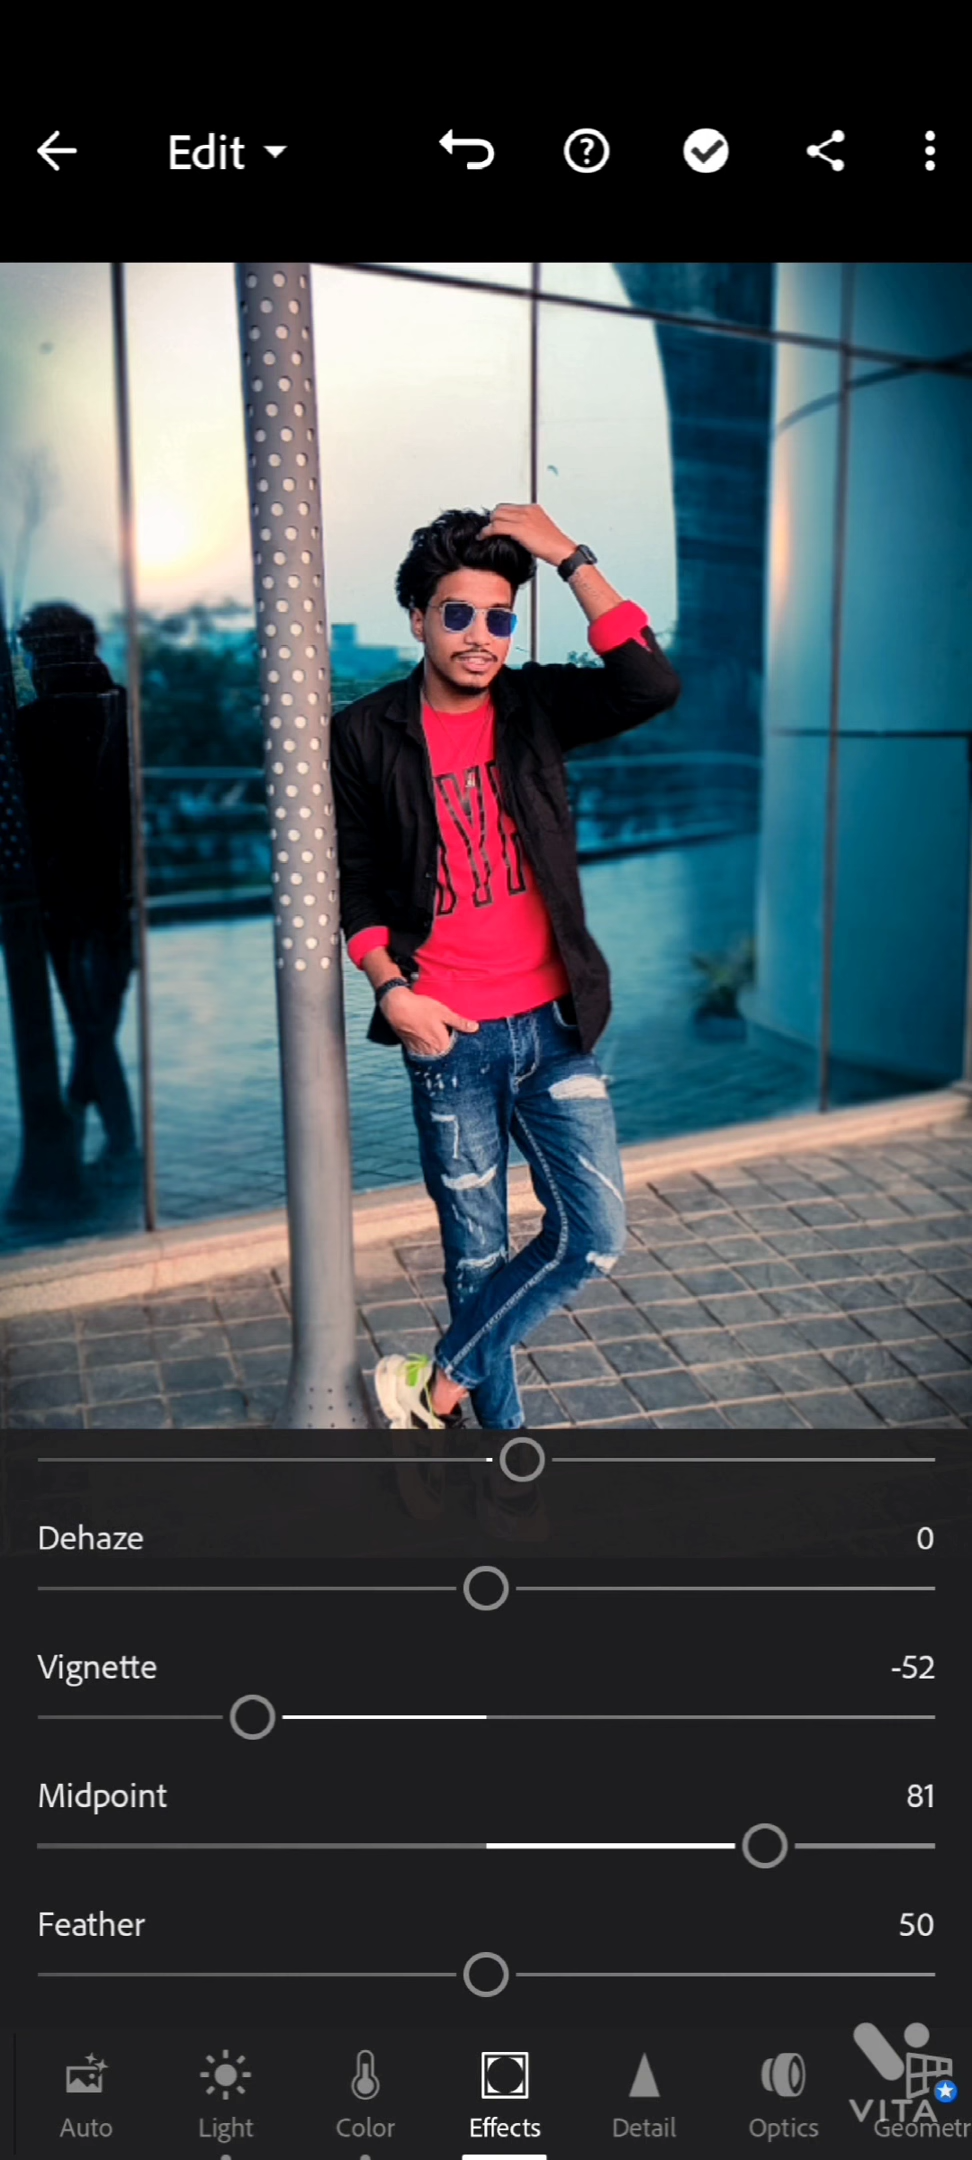 Edit
Dehaze 0
Vignette -52
Midpoint 81
Feather 50
Auto Light Color Effects Detail Optics Geometr
VITA